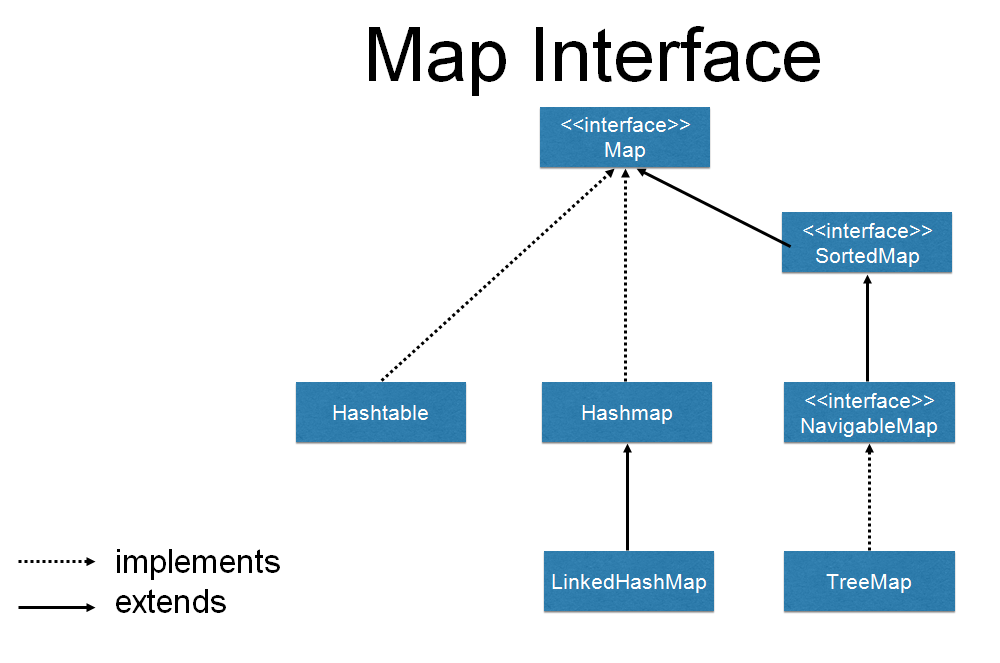 Map Interface
<<interface>>
Map
<<interface>>
SortedMap
Hashtable
Hashmap
<<interface>>
NavigableMap
LinkedHashMap
TreeMap
implements
extends